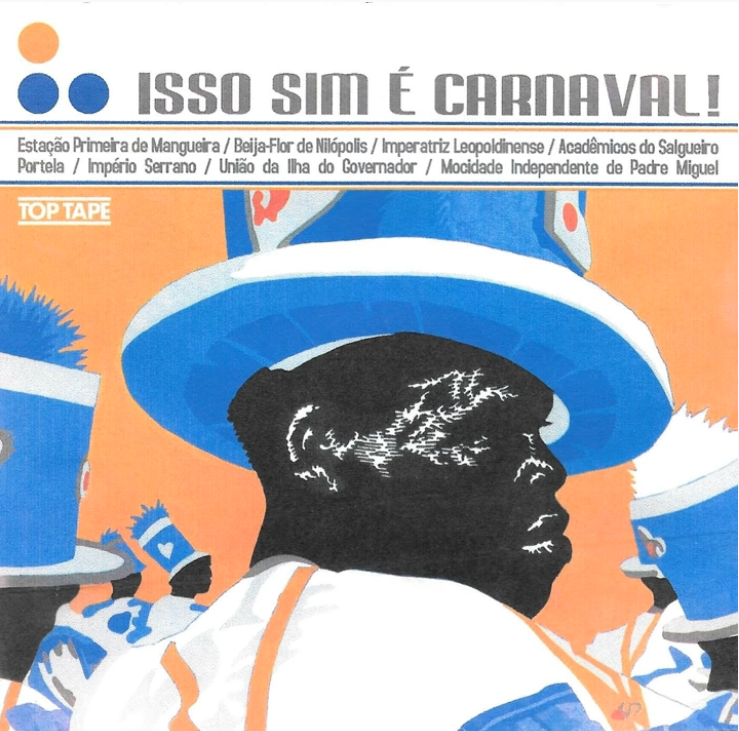 ISSO SIM É CARNAVAL!
Estação Primeira de Mangueira / Beija-Flor de Nilópolis / Imperatriz Leopoldinense / Acadêmicos do Salgueiro
Portela / Império Serrano / União da Ilha do Governador / Mocidade Independente de Padre Miguel
TOP TAPE